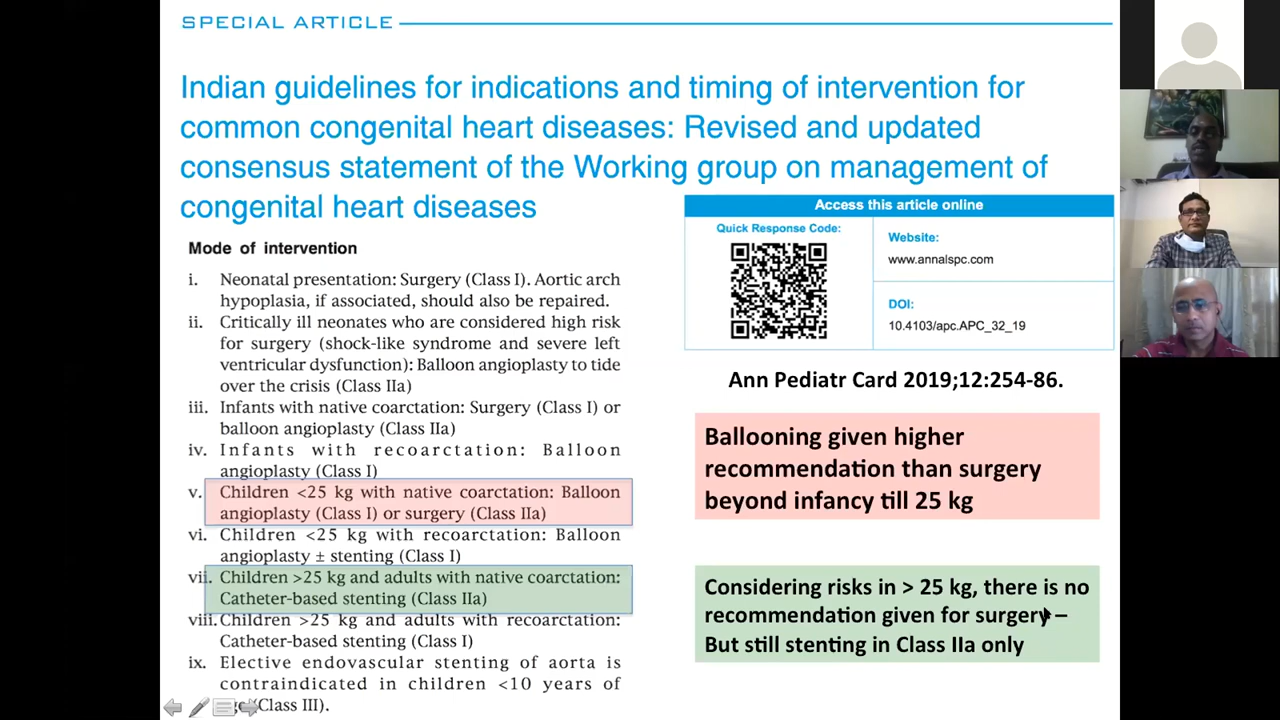 SPECIAL ARTICLE
Indian guidelines for indications and timing of intervention for
common congenital heart diseases: Revised and updated
consensus statement of the Working group on management of
congenital heart diseases
Mode of intervention
i. Neonatal presentation: Surgery (Class I). Aortic arch
hypoplasia, if associated, should also be repaired.
ii. Critically ill neonates who are considered high risk
for surgery (shock-like syndrome and severe left
ventricular dysfunction): Balloon angioplasty to tide
over the crisis (Class IIa)
iii. Infants with native coarctation: Surgery (Class I) or
balloon angioplasty (Class IIa)
iv. Infants with recoarctation: Balloon
angioplasty (Class I)
v. Children <25 kg with native coarctation: Balloon
angioplasty (Class I) or surgery (Class IIa)
vi. Children <25 kg with recoarctation: Balloon
angioplasty ± stenting (Class I)
vii. Children >25 kg and adults with native coarctation:
Catheter-based stenting (Class IIa)
viii. Children >25 kg and adults with recoarctation:
Catheter-based stenting (Class I)
ix. Elective endovascular stenting of aorta is
contraindicated in children <10 years of
(Class III).
Access this article online
Quick Response Code:
Website:
www.annalspc.com
DOI:
10.4103/apc.APC_32_19
Ann Pediatr Card 2019;12:254-86.
Ballooning given higher
recommendation than surgery
beyond infancy till 25 kg
Considering risks in > 25 kg, there is no
recommendation given for surgery –
But still stenting in Class IIa only